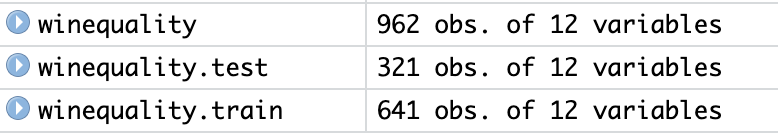 winequality 962 obs. of 12 variables
winequality.test 321 obs. of 12 variables
winequality.train 641 obs. of 12 variables